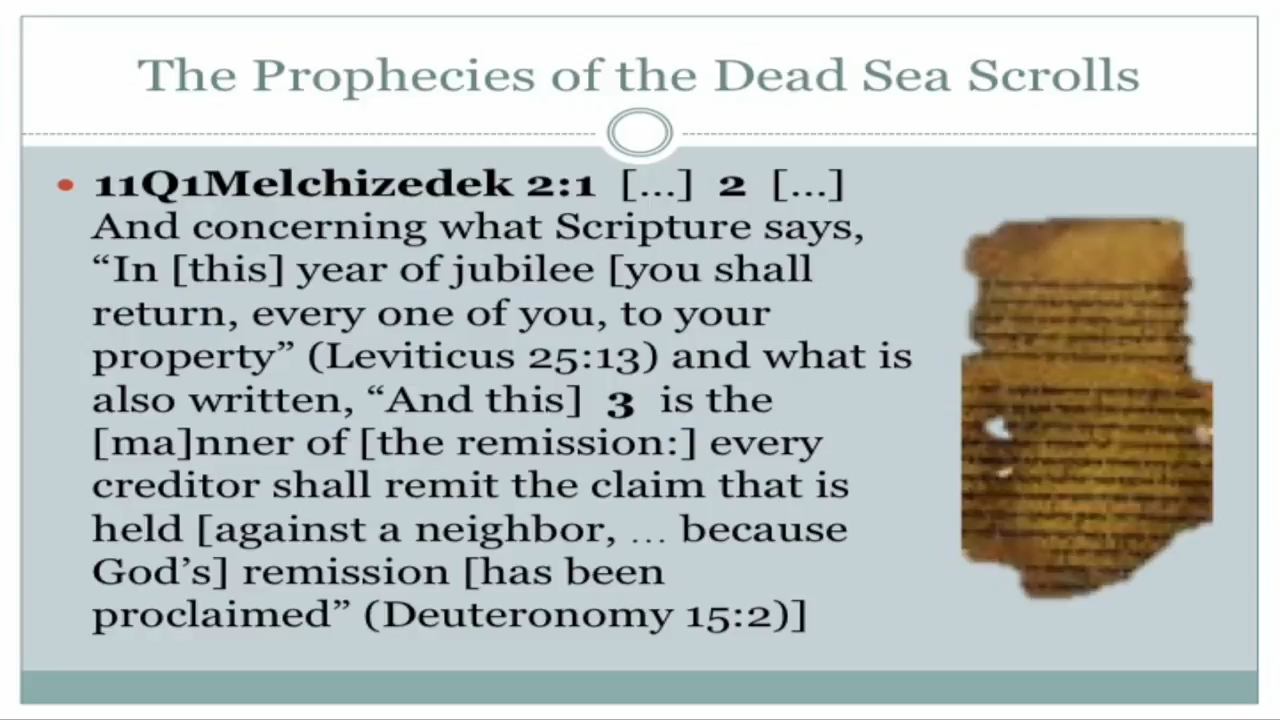 The Prophecies of the Dead Sea Scrolls
• 11Q1Melchizedek 2:1 [...] 2 [...]
And concerning what Scripture says,
“In [this] year of jubilee [you shall
return, every one of you, to your
property” (Leviticus 25:13) and what is
also written, “And this] 3 is the
[ma]nner of [the remission:] every
creditor shall remit the claim that is
held [against a neighbor, … because
God’s] remission [has been
proclaimed” (Deuteronomy 15:2)]